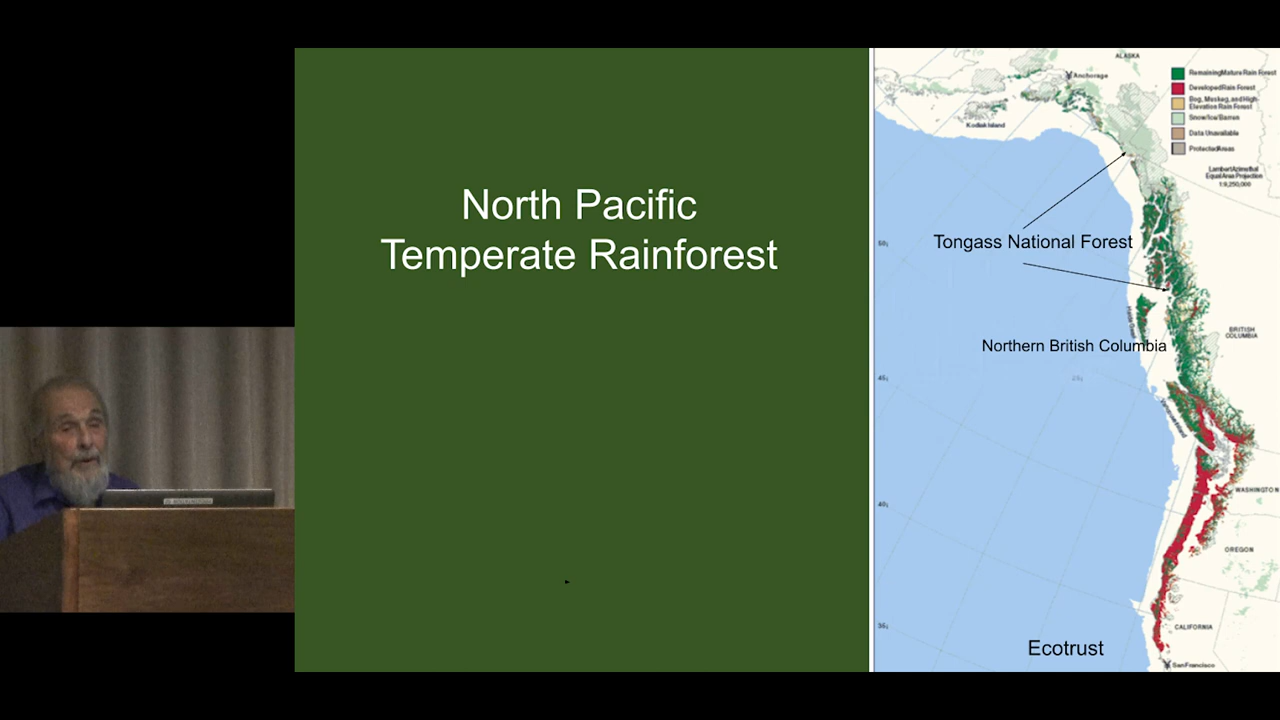 North Pacific
Temperate Rainforest
ALASKA
Anchorage
Kodiak Island
Remaining Mature Rain Forest
Developed Rain Forest
Bog, Muskeg, and High-
Elevation Rain Forest
Snow/Ice/Barren
Data Unavailable
Protected Areas
Lambert Azimuthal
Equal Area Projection
1:9,250,000
Tongass National Forest
Northern British Columbia
BRITISH
COLUMBIA
Vancouver Island
WASHINGTON
OREGON
CALIFORNIA
Ecotrust
San Francisco